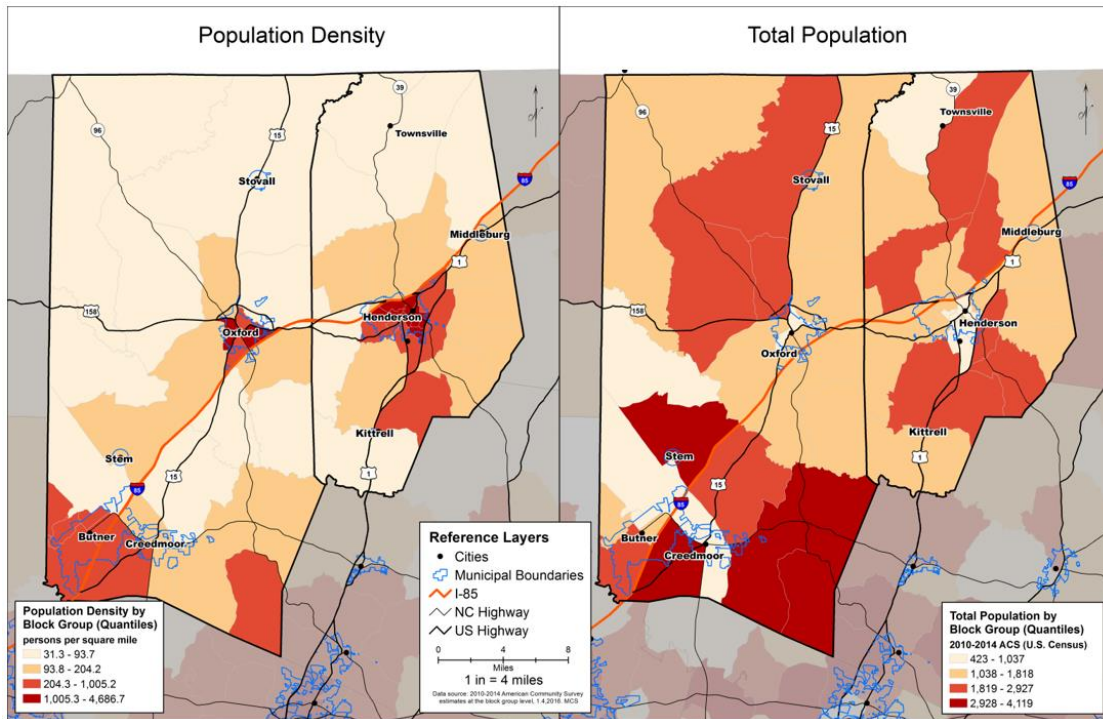 Population Density
Total Population
39
96
Townsville
15
Stovall
85
Middleburg
1
158
Henderson
Oxford
Kittrell
Stem
85
15
1
Butner
Creedmoor
Population Density by
Block Group (Quantiles)
persons per square mile
31.3 - 93.7
93.8 - 204.2
204.3 - 1,005.2
1,005.3 - 4,686.7
Reference Layers
Cities
Municipal Boundaries
I-85
NC Highway
US Highway
0 4 8
Miles
1 in = 4 miles
Data source: 2010-2014 American Community Survey
estimates at the block group level, 1.4.2016. MCS
39
96
Townsville
15
Stovall
85
Middleburg
1
158
Henderson
Oxford
Kittrell
Stem
1
15
85
Butner
Creedmoor
Total Population by
Block Group (Quantiles)
2010-2014 ACS (U.S. Census)
423 - 1,037
1,038 - 1,818
1,819 - 2,927
2,928 - 4,119